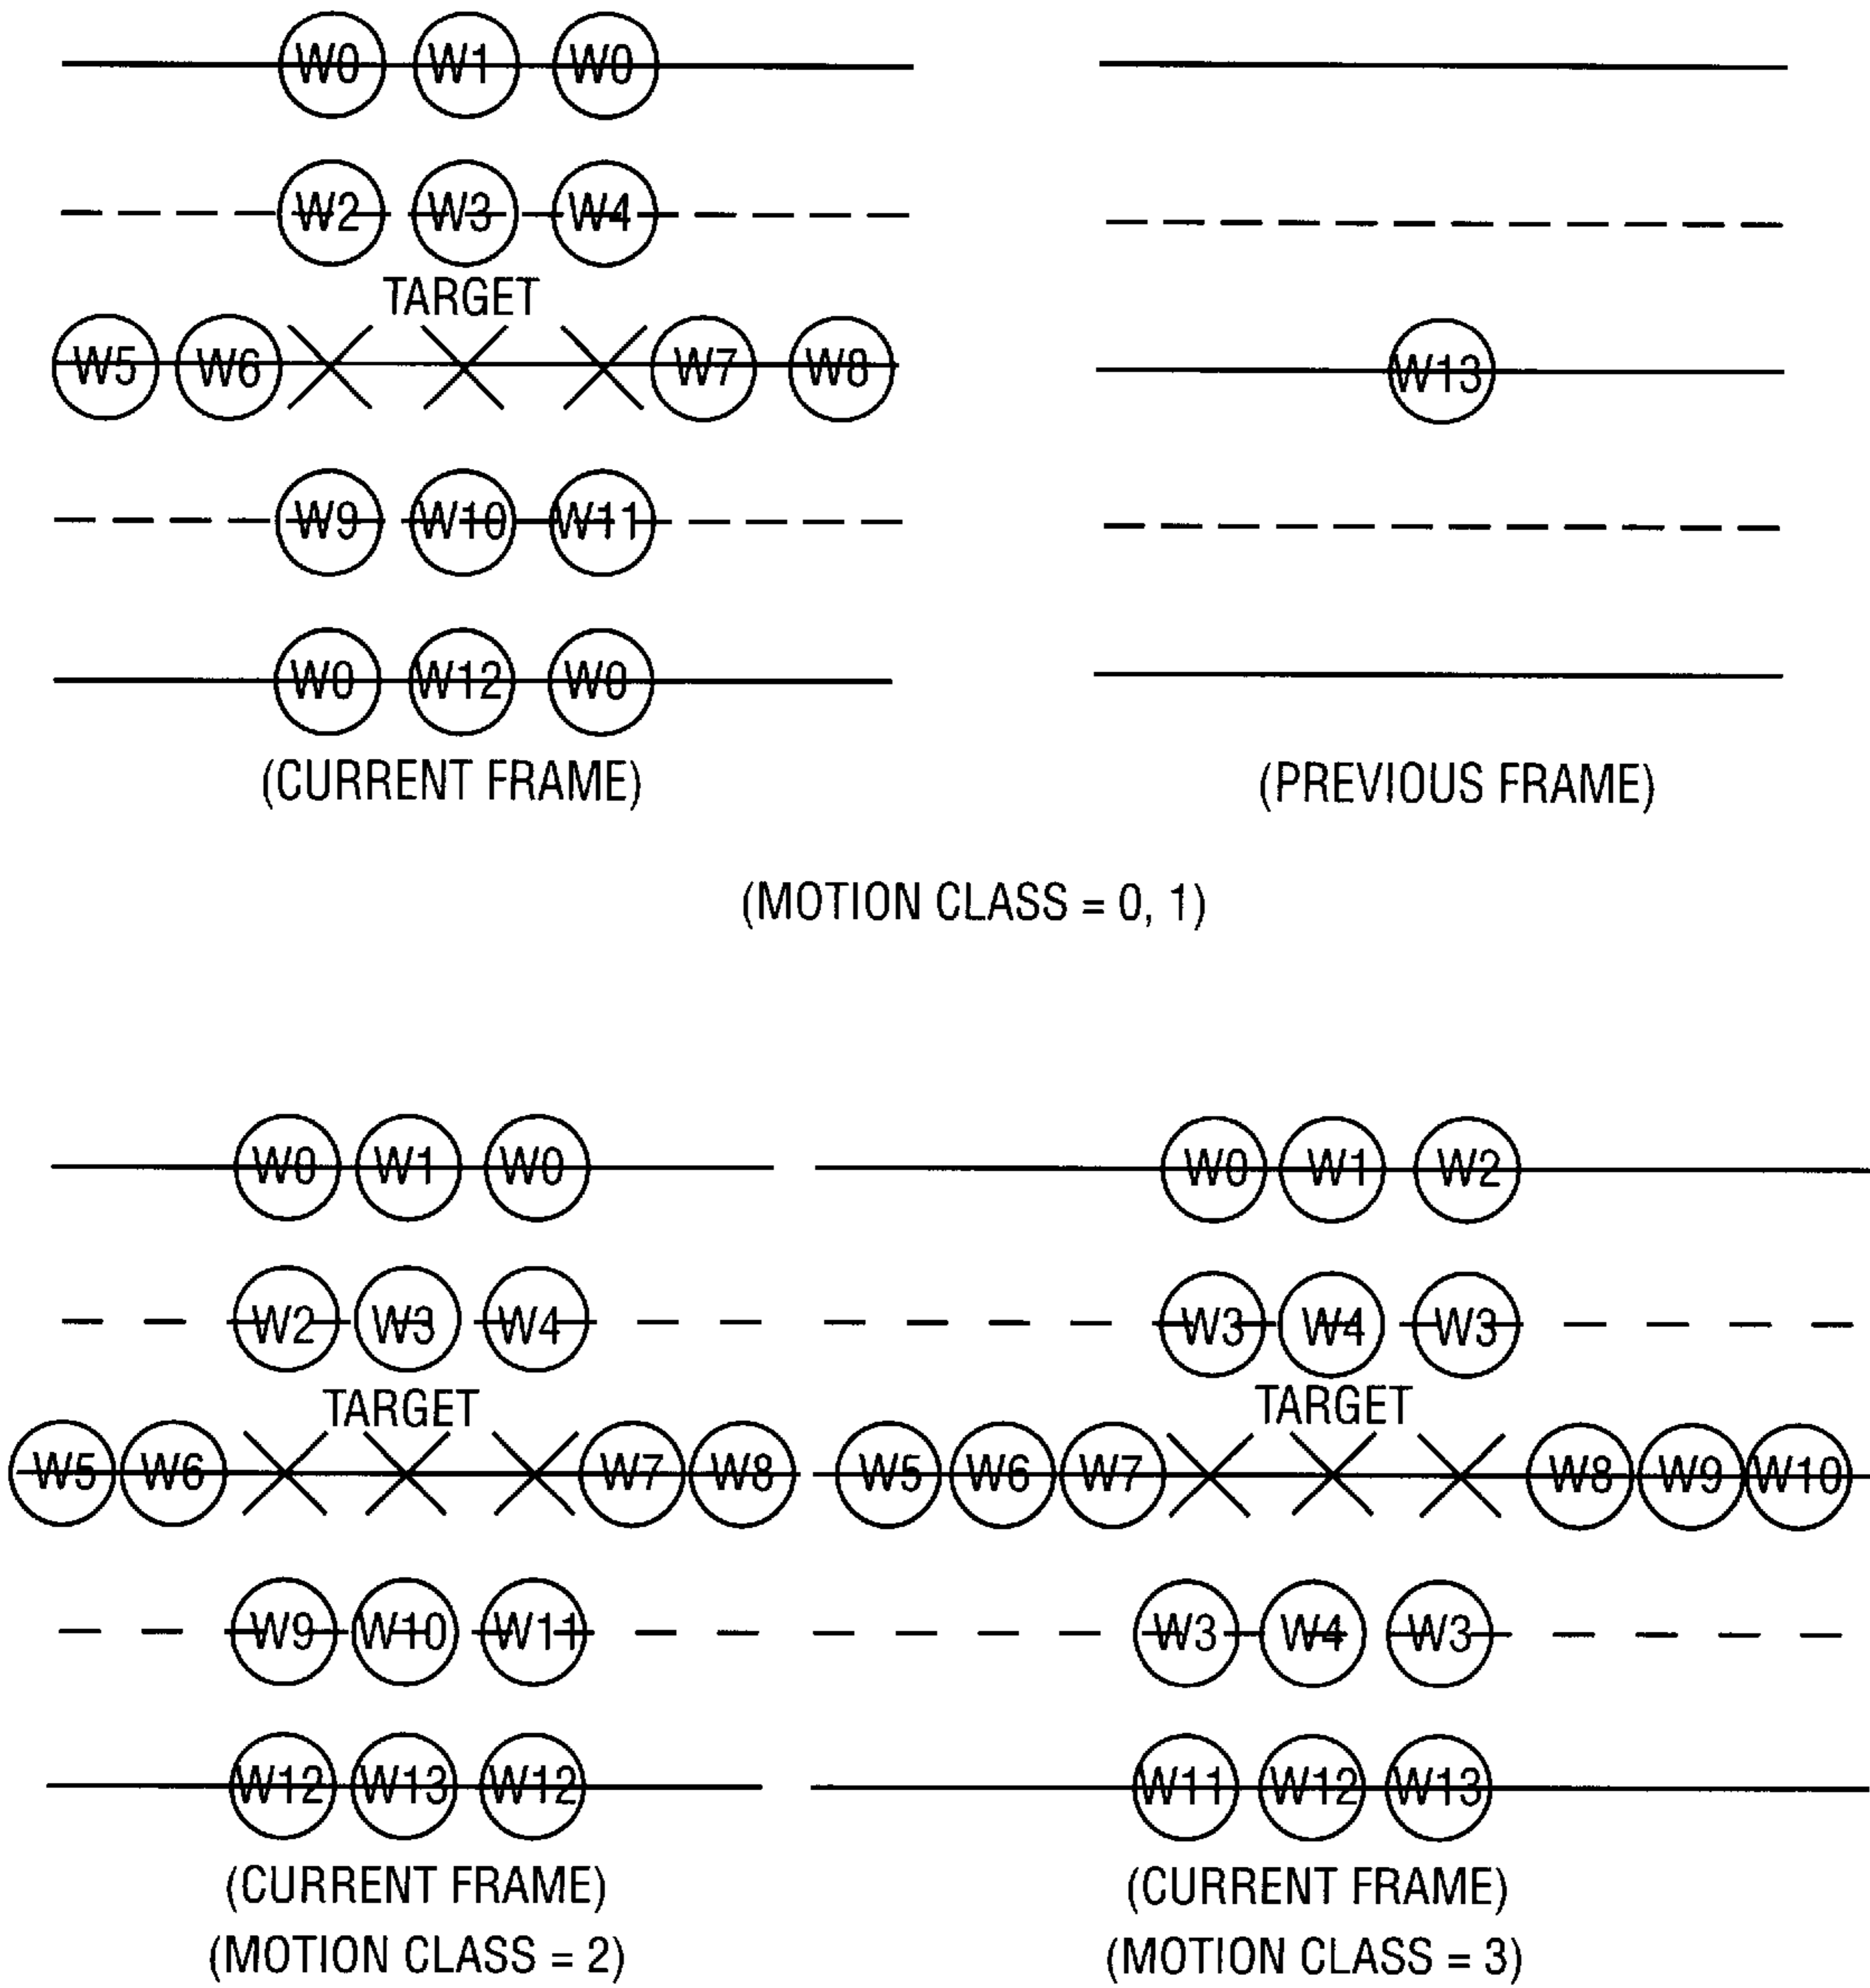 W0 W1 W0
W2 W3 W4
TARGET
W5 W6 W7 W8 W13
W9 W10 W11
W0 W12 W0
(CURRENT FRAME) (PREVIOUS FRAME)
(MOTION CLASS = 0, 1)
W0 W1 W0 W0 W1 W2
W2 W3 W4 W3 W4 W3
TARGET TARGET
W5 W6 W7 W8 W5 W6 W7 W8 W9 W10
W9 W10 W11 W3 W4 W3
W12 W13 W12 W11 W12 W13
(CURRENT FRAME) (CURRENT FRAME)
(MOTION CLASS = 2) (MOTION CLASS = 3)